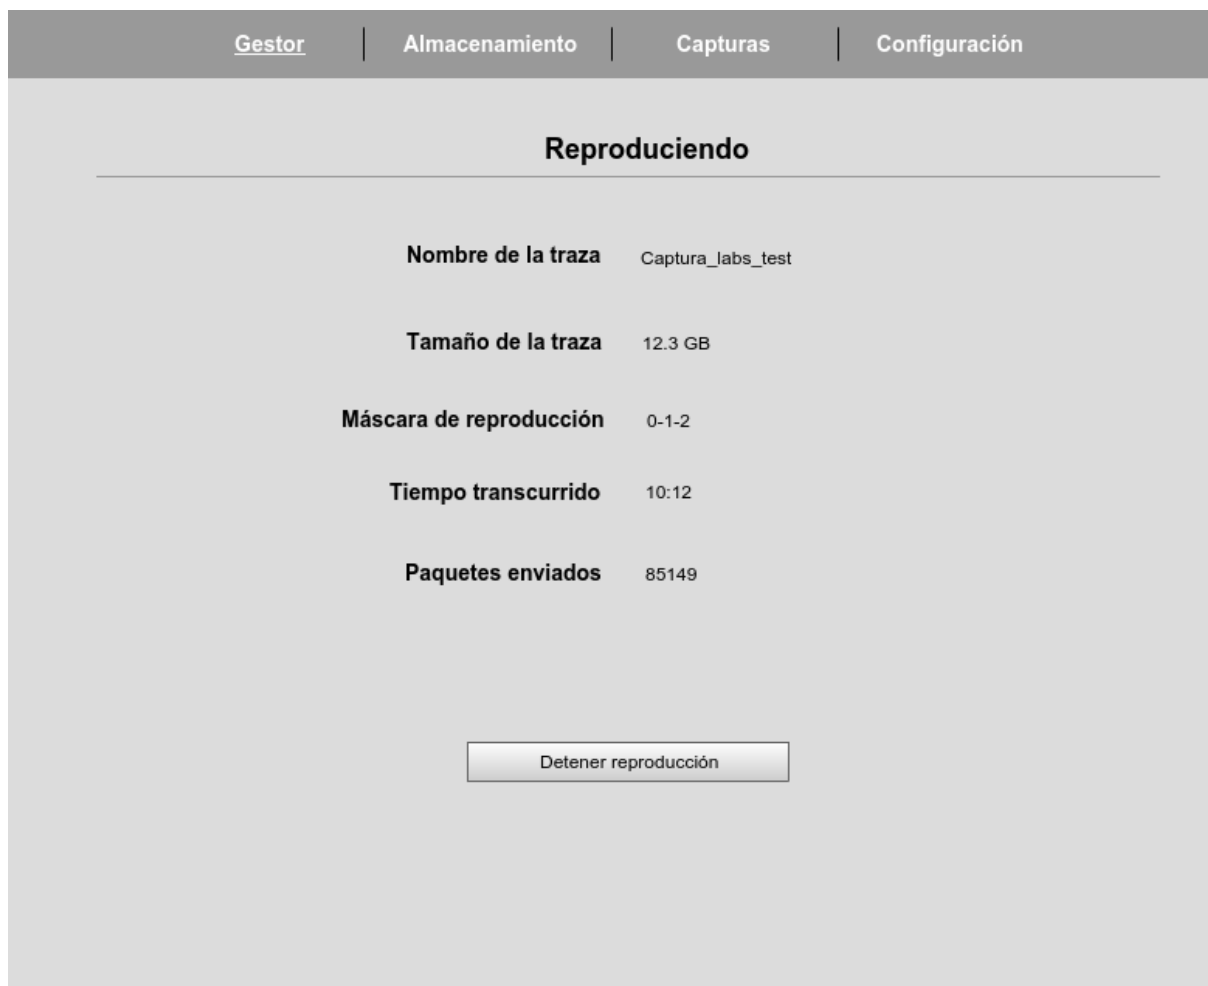 Gestor Almacenamiento Capturas Configuración
Reproduciendo
Nombre de la traza Captura_labs_test
Tamaño de la traza 12.3 GB
Máscara de reproducción 0-1-2
Tiempo transcurrido 10:12
Paquetes enviados 85149
Detener reproducción